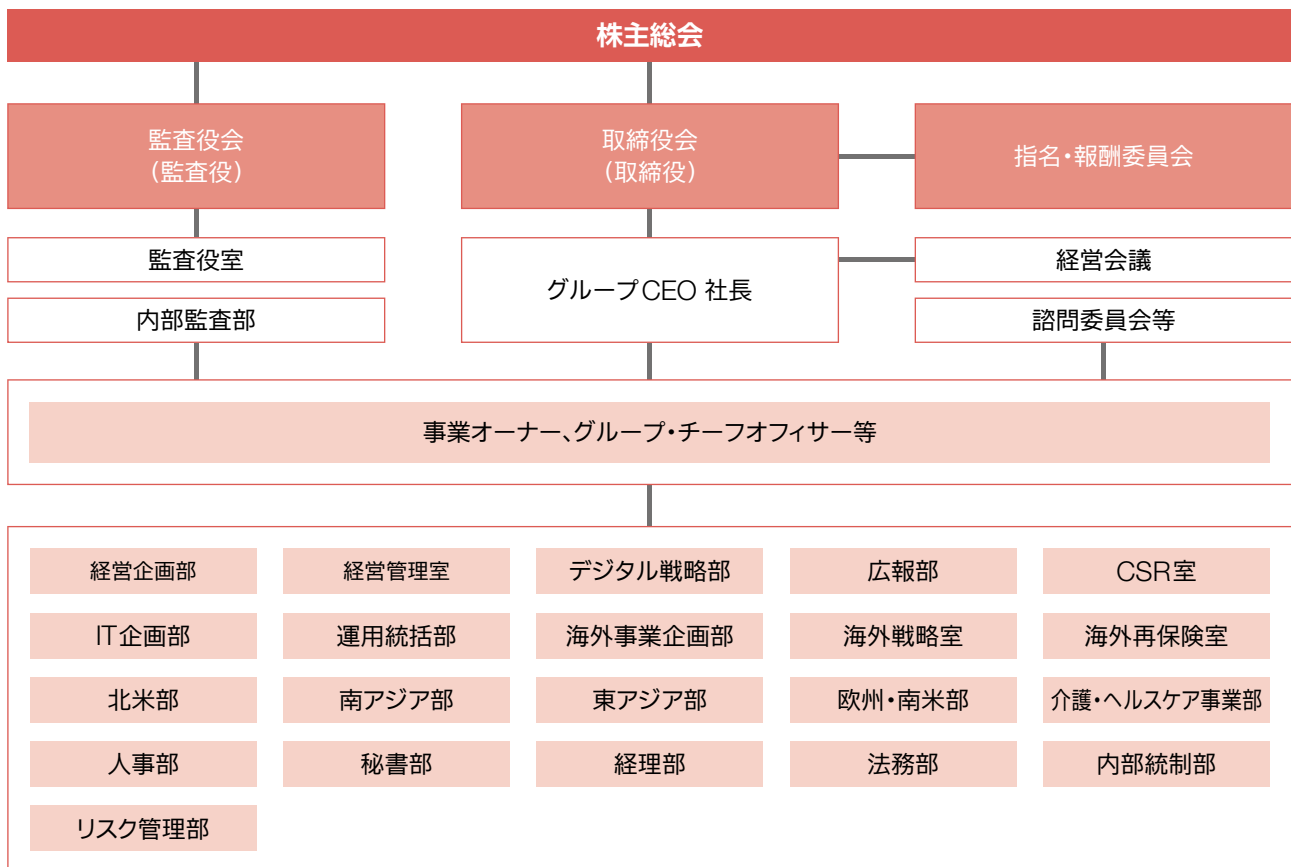 株主総会
監査役会
（監査役）
取締役会
（取締役）
指名・報酬委員会
監査役室
グループCEO 社長
経営会議
内部監査部
諮問委員会等
事業オーナー、グループ・チーフオフィサー等
経営企画部
経営管理室
デジタル戦略部
広報部
CSR室
IT企画部
運用統括部
海外事業企画部
海外戦略室
海外再保険室
北米部
南アジア部
東アジア部
欧州・南米部
介護・ヘルスケア事業部
人事部
秘書部
経理部
法務部
内部統制部
リスク管理部